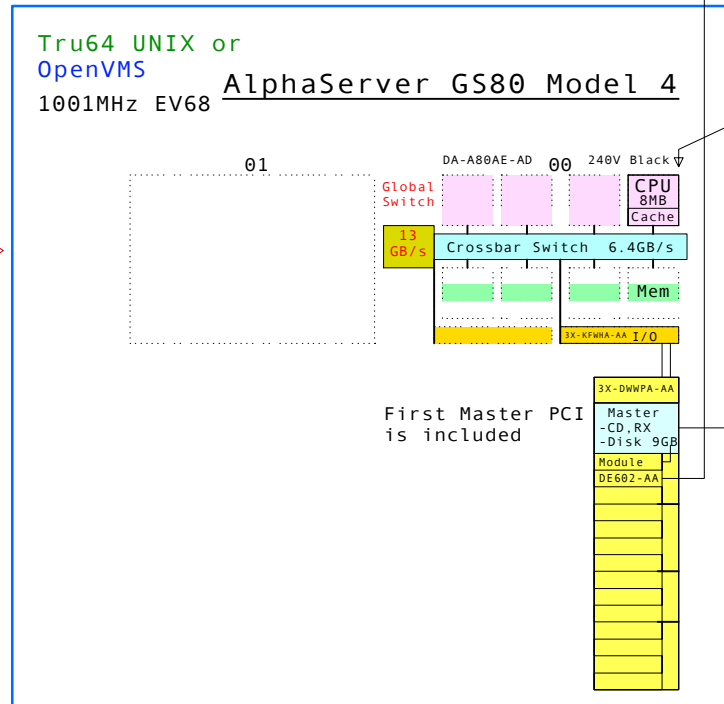 Tru64 UNIX or
OpenVMS
1001MHz EV68
AlphaServer GS80 Model 4
01
DA-A80AE-AD 00 240V Black
Global
Switch
CPU
8MB
Cache
13
GB/s
Crossbar Switch 6.4GB/s
Mem
3X-KFWHA-AA I/O
3X-DWWPA-AA
First Master PCI
is included
Master
-CD,RX
-Disk 9GB
Module
DE602-AA